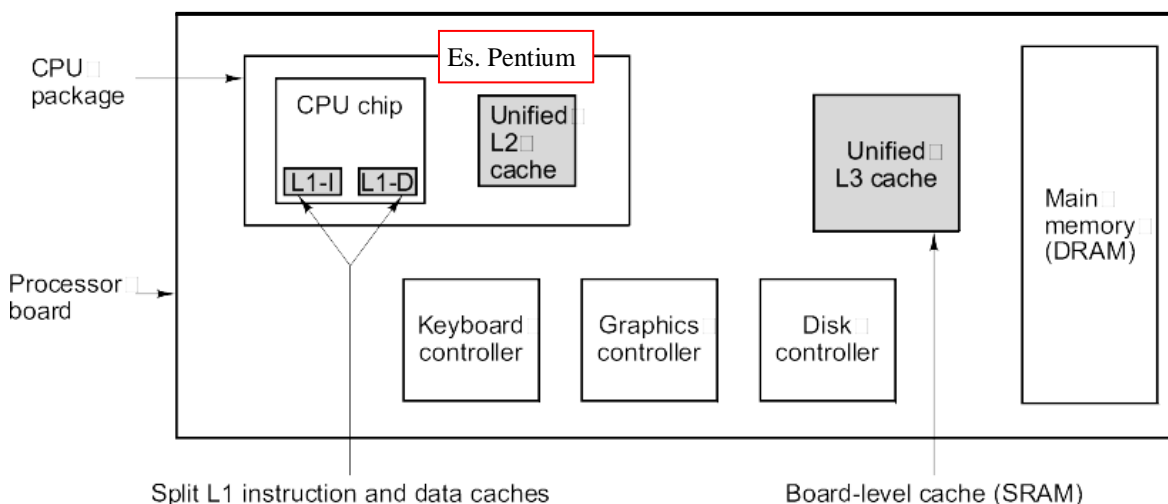 Es. Pentium
CPU
package
CPU chip
L1-I
L1-D
Unified
L2
cache
Unified
L3 cache
Main
memory
(DRAM)
Processor
board
Keyboard
controller
Graphics
controller
Disk
controller
Split L1 instruction and data caches
Board-level cache (SRAM)